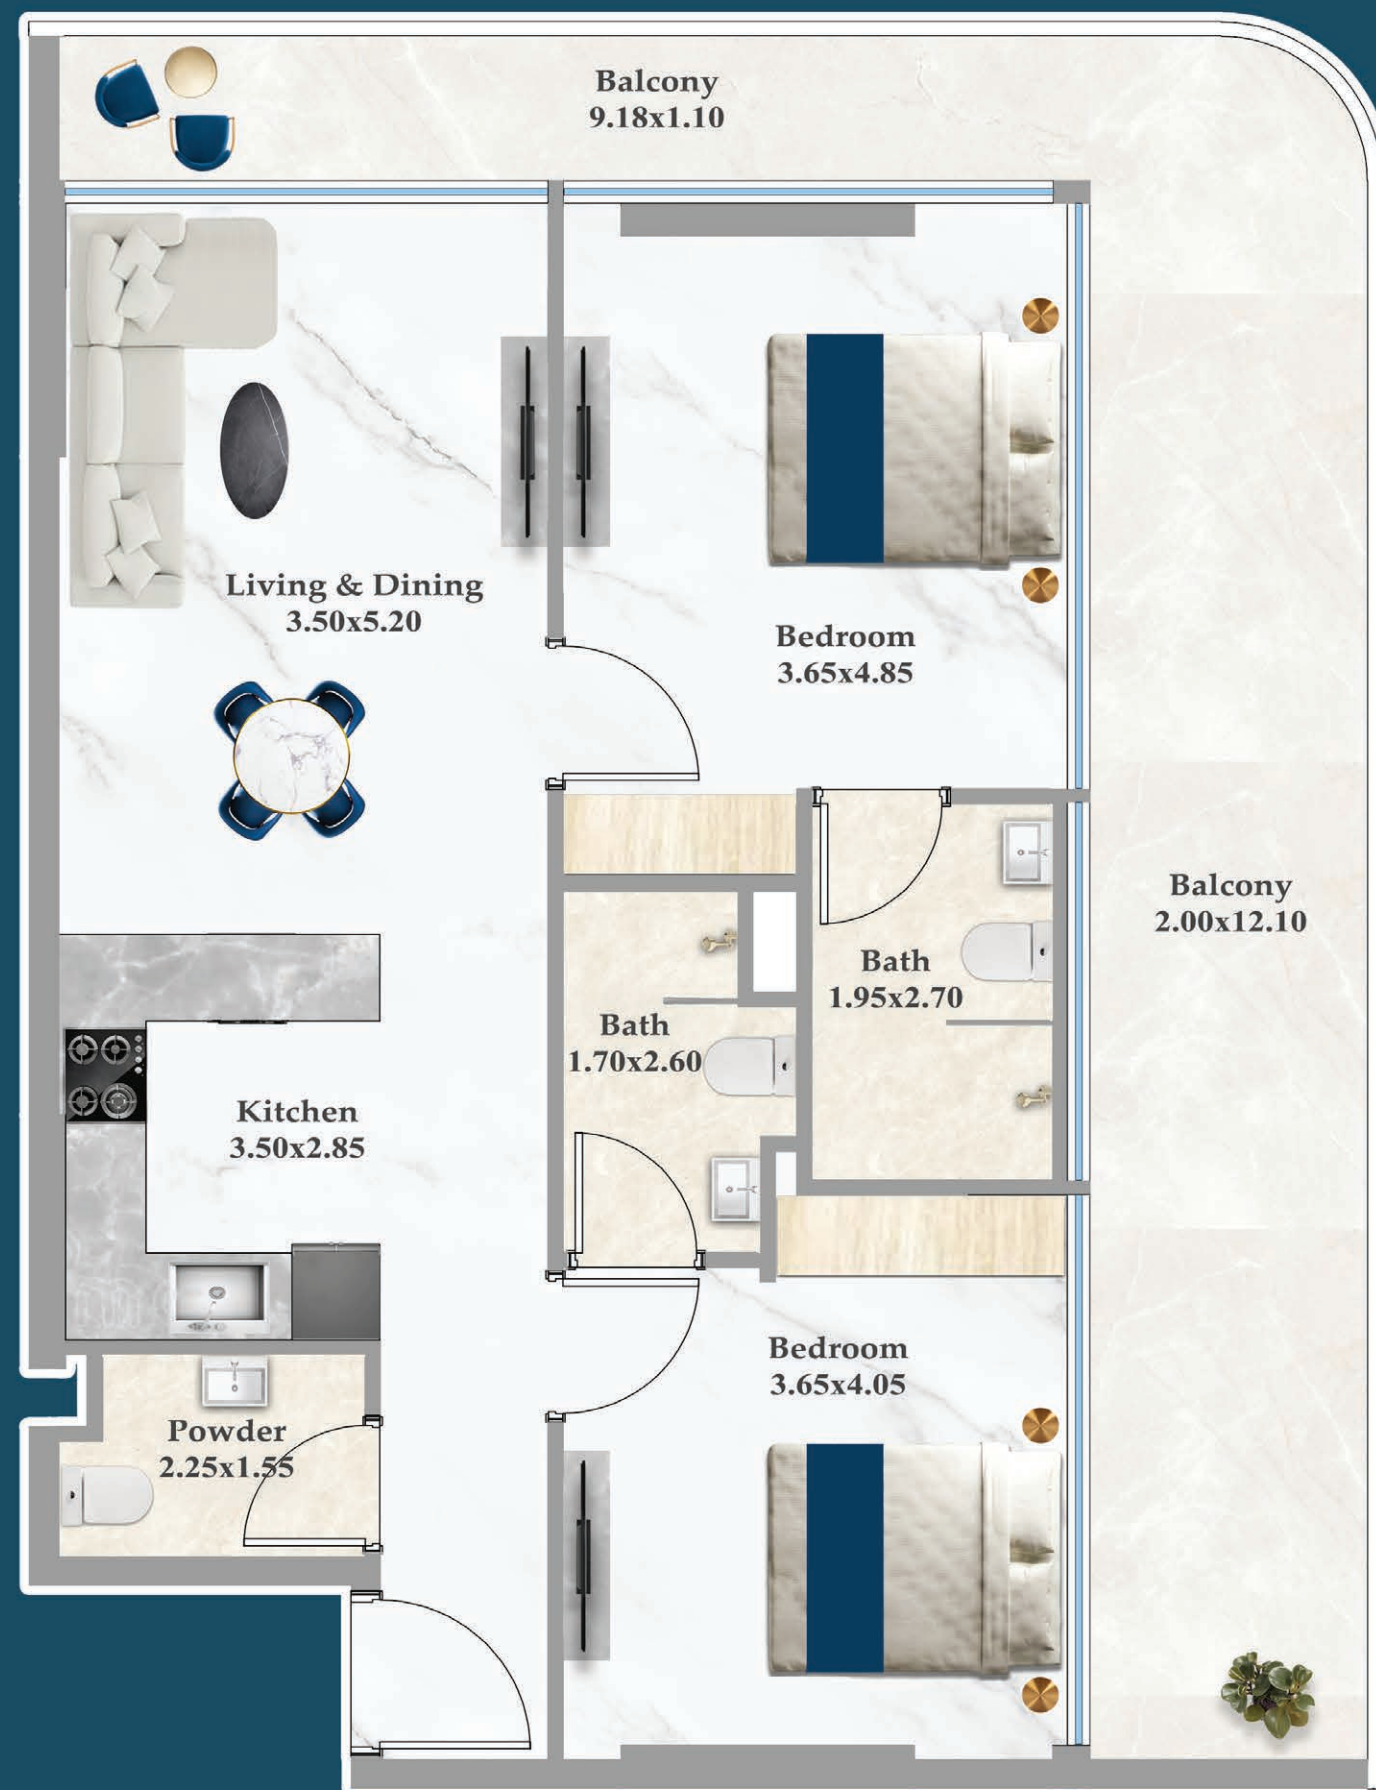 Balcony
9.18x1.10
Living & Dining
3.50x5.20
Bedroom
3.65x4.85
Balcony
2.00x12.10
Bath
1.95x2.70
Bath
1.70x2.60
Kitchen
3.50x2.85
Bedroom
3.65x4.05
Powder
2.25x1.55